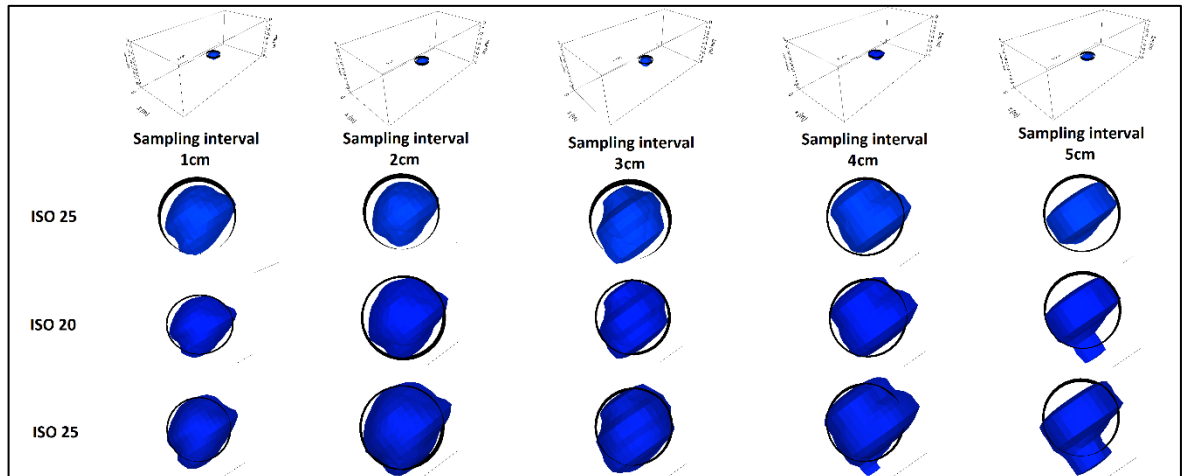 Sampling interval
1cm
Sampling interval
2cm
Sampling interval
3cm
Sampling interval
4cm
Sampling interval
5cm
ISO 25
ISO 20
ISO 25